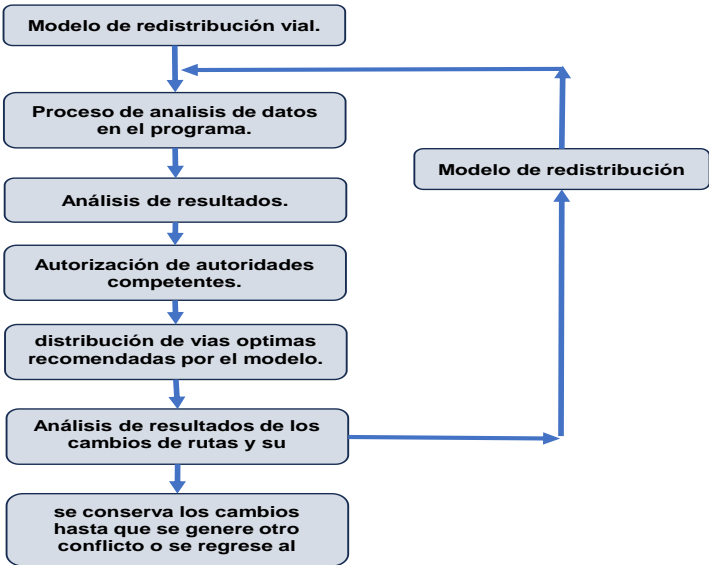 Modelo de redistribución vial.
Proceso de analisis de datos
en el programa.
Modelo de redistribución
Análisis de resultados.
Autorización de autoridades
competentes.
distribución de vias optimas
recomendadas por el modelo.
Análisis de resultados de los
cambios de rutas y su
se conserva los cambios
hasta que se genere otro
conflicto o se regrese al